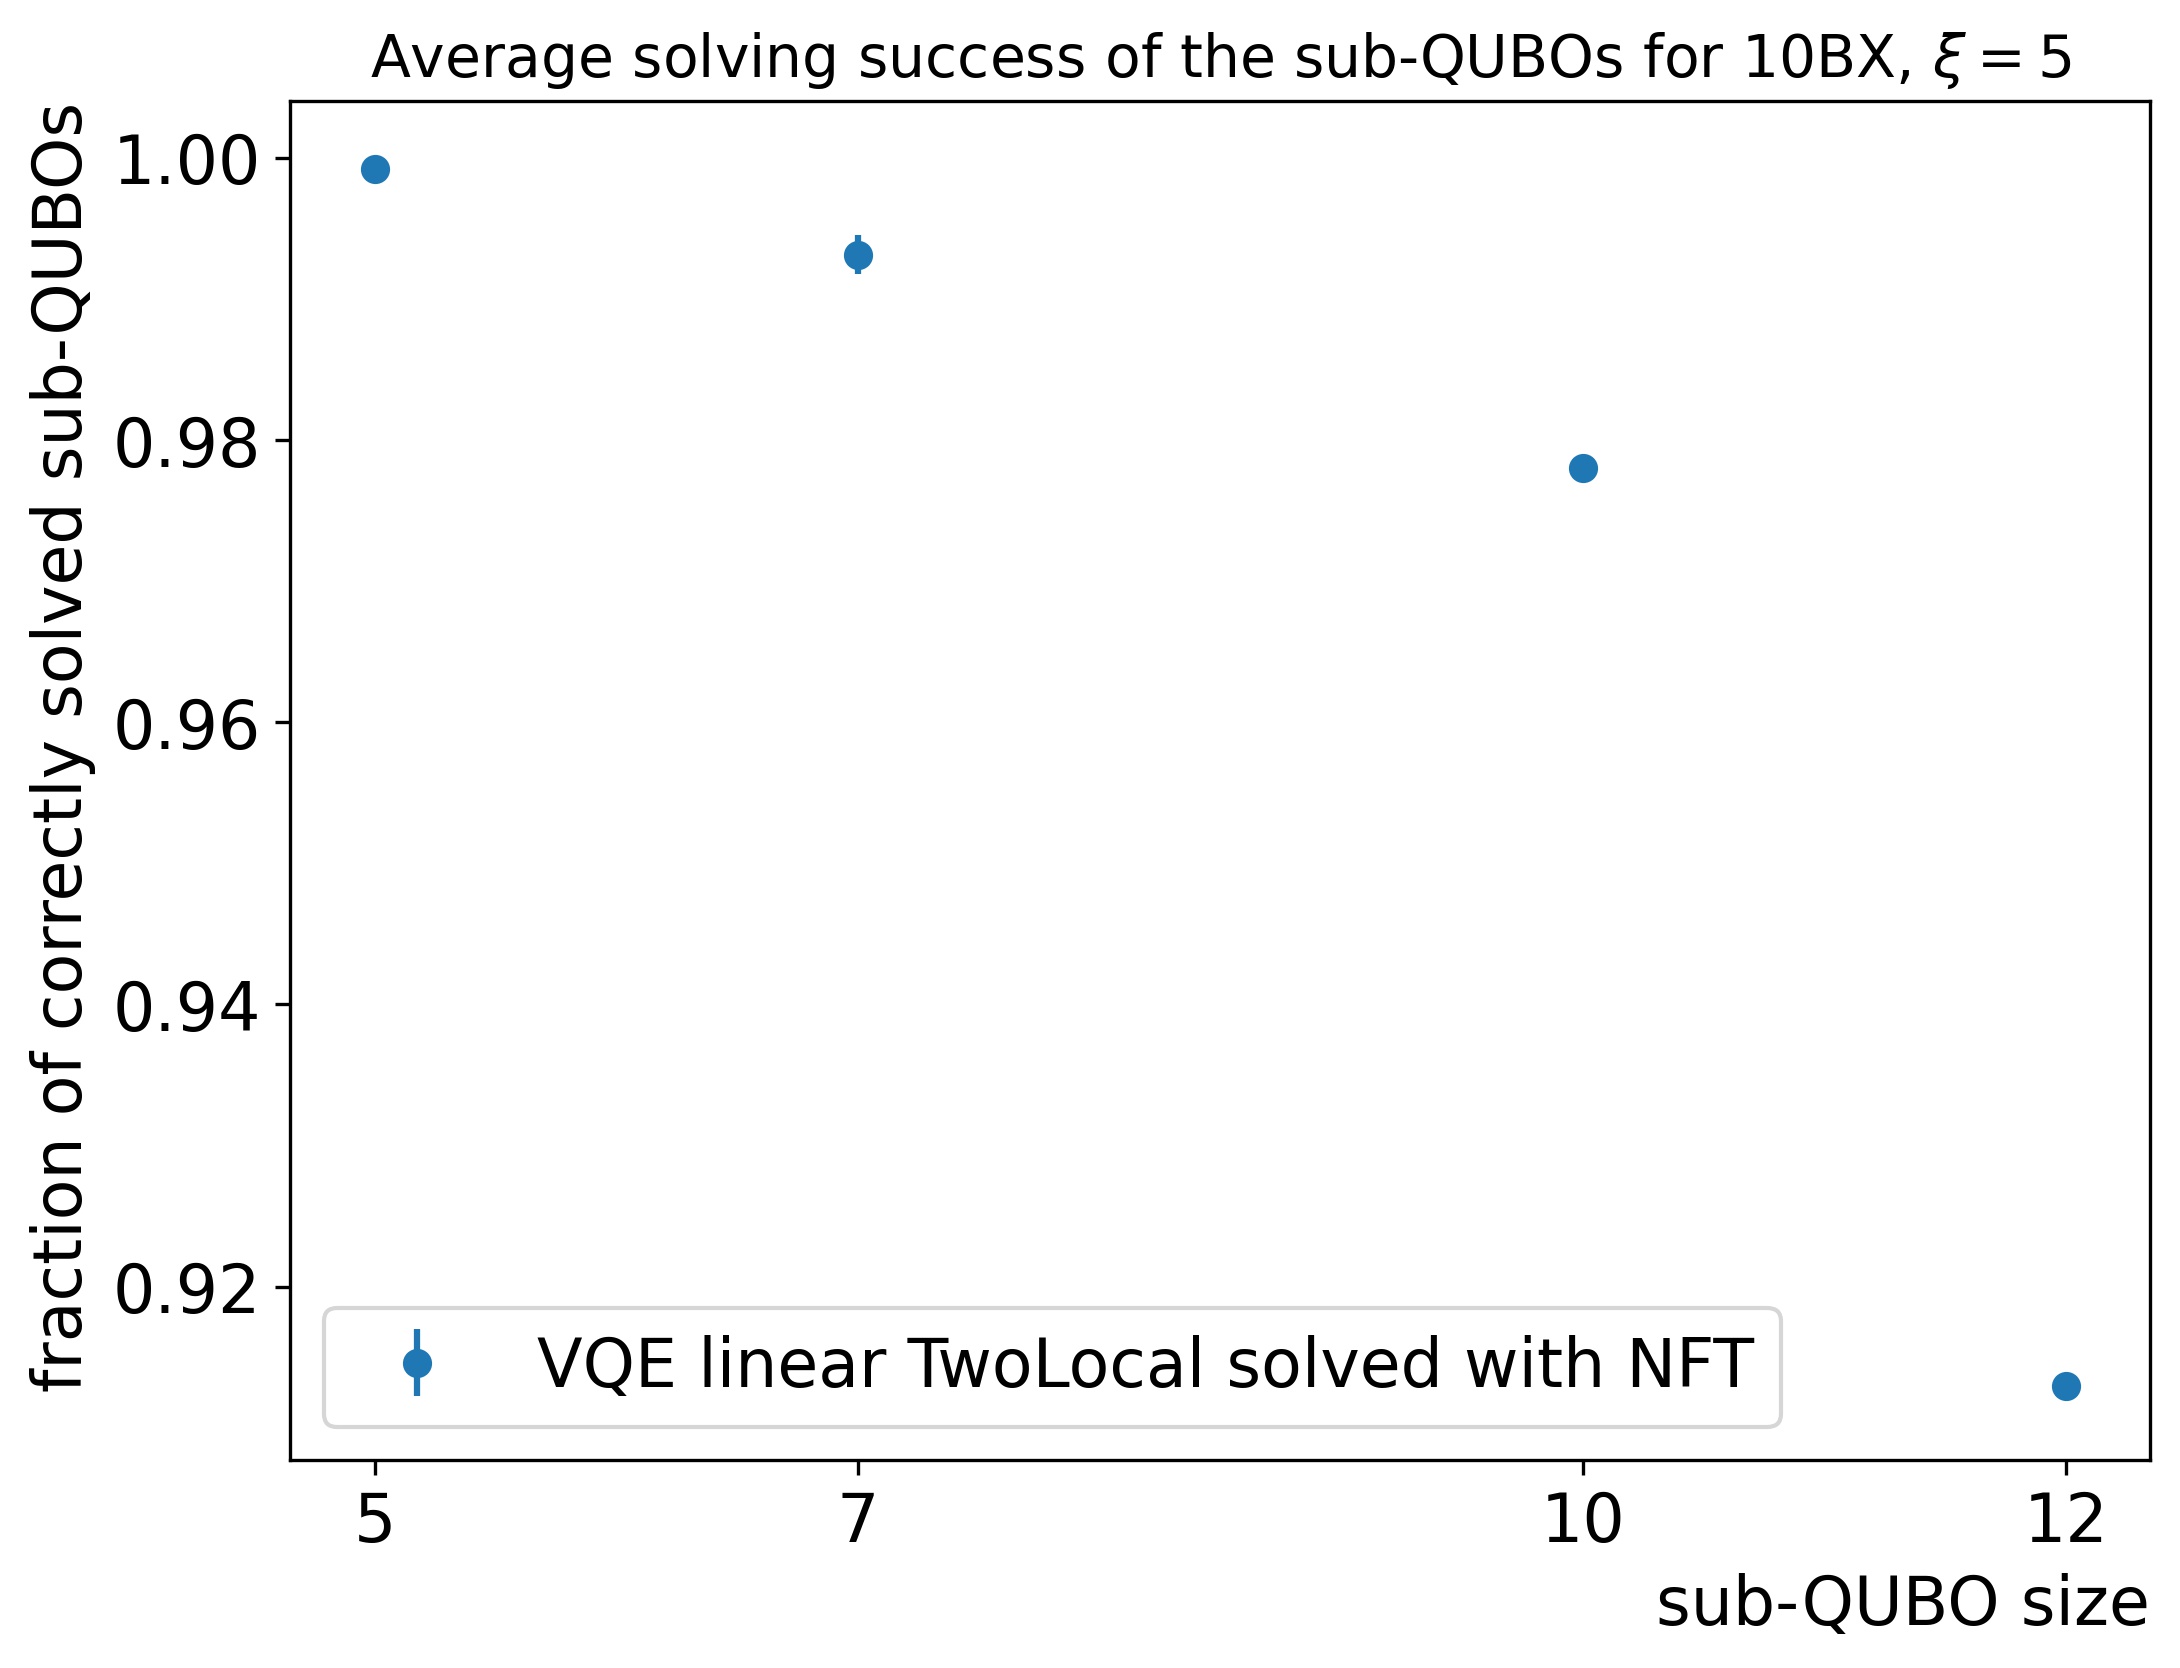 Average solving success of the sub-QUBOs for 10BX, ξ = 5
fraction of correctly solved sub-QUBOs
1.00
0.98
0.96
0.94
0.92
VQE linear TwoLocal solved with NFT
5 7 10 12
sub-QUBO size